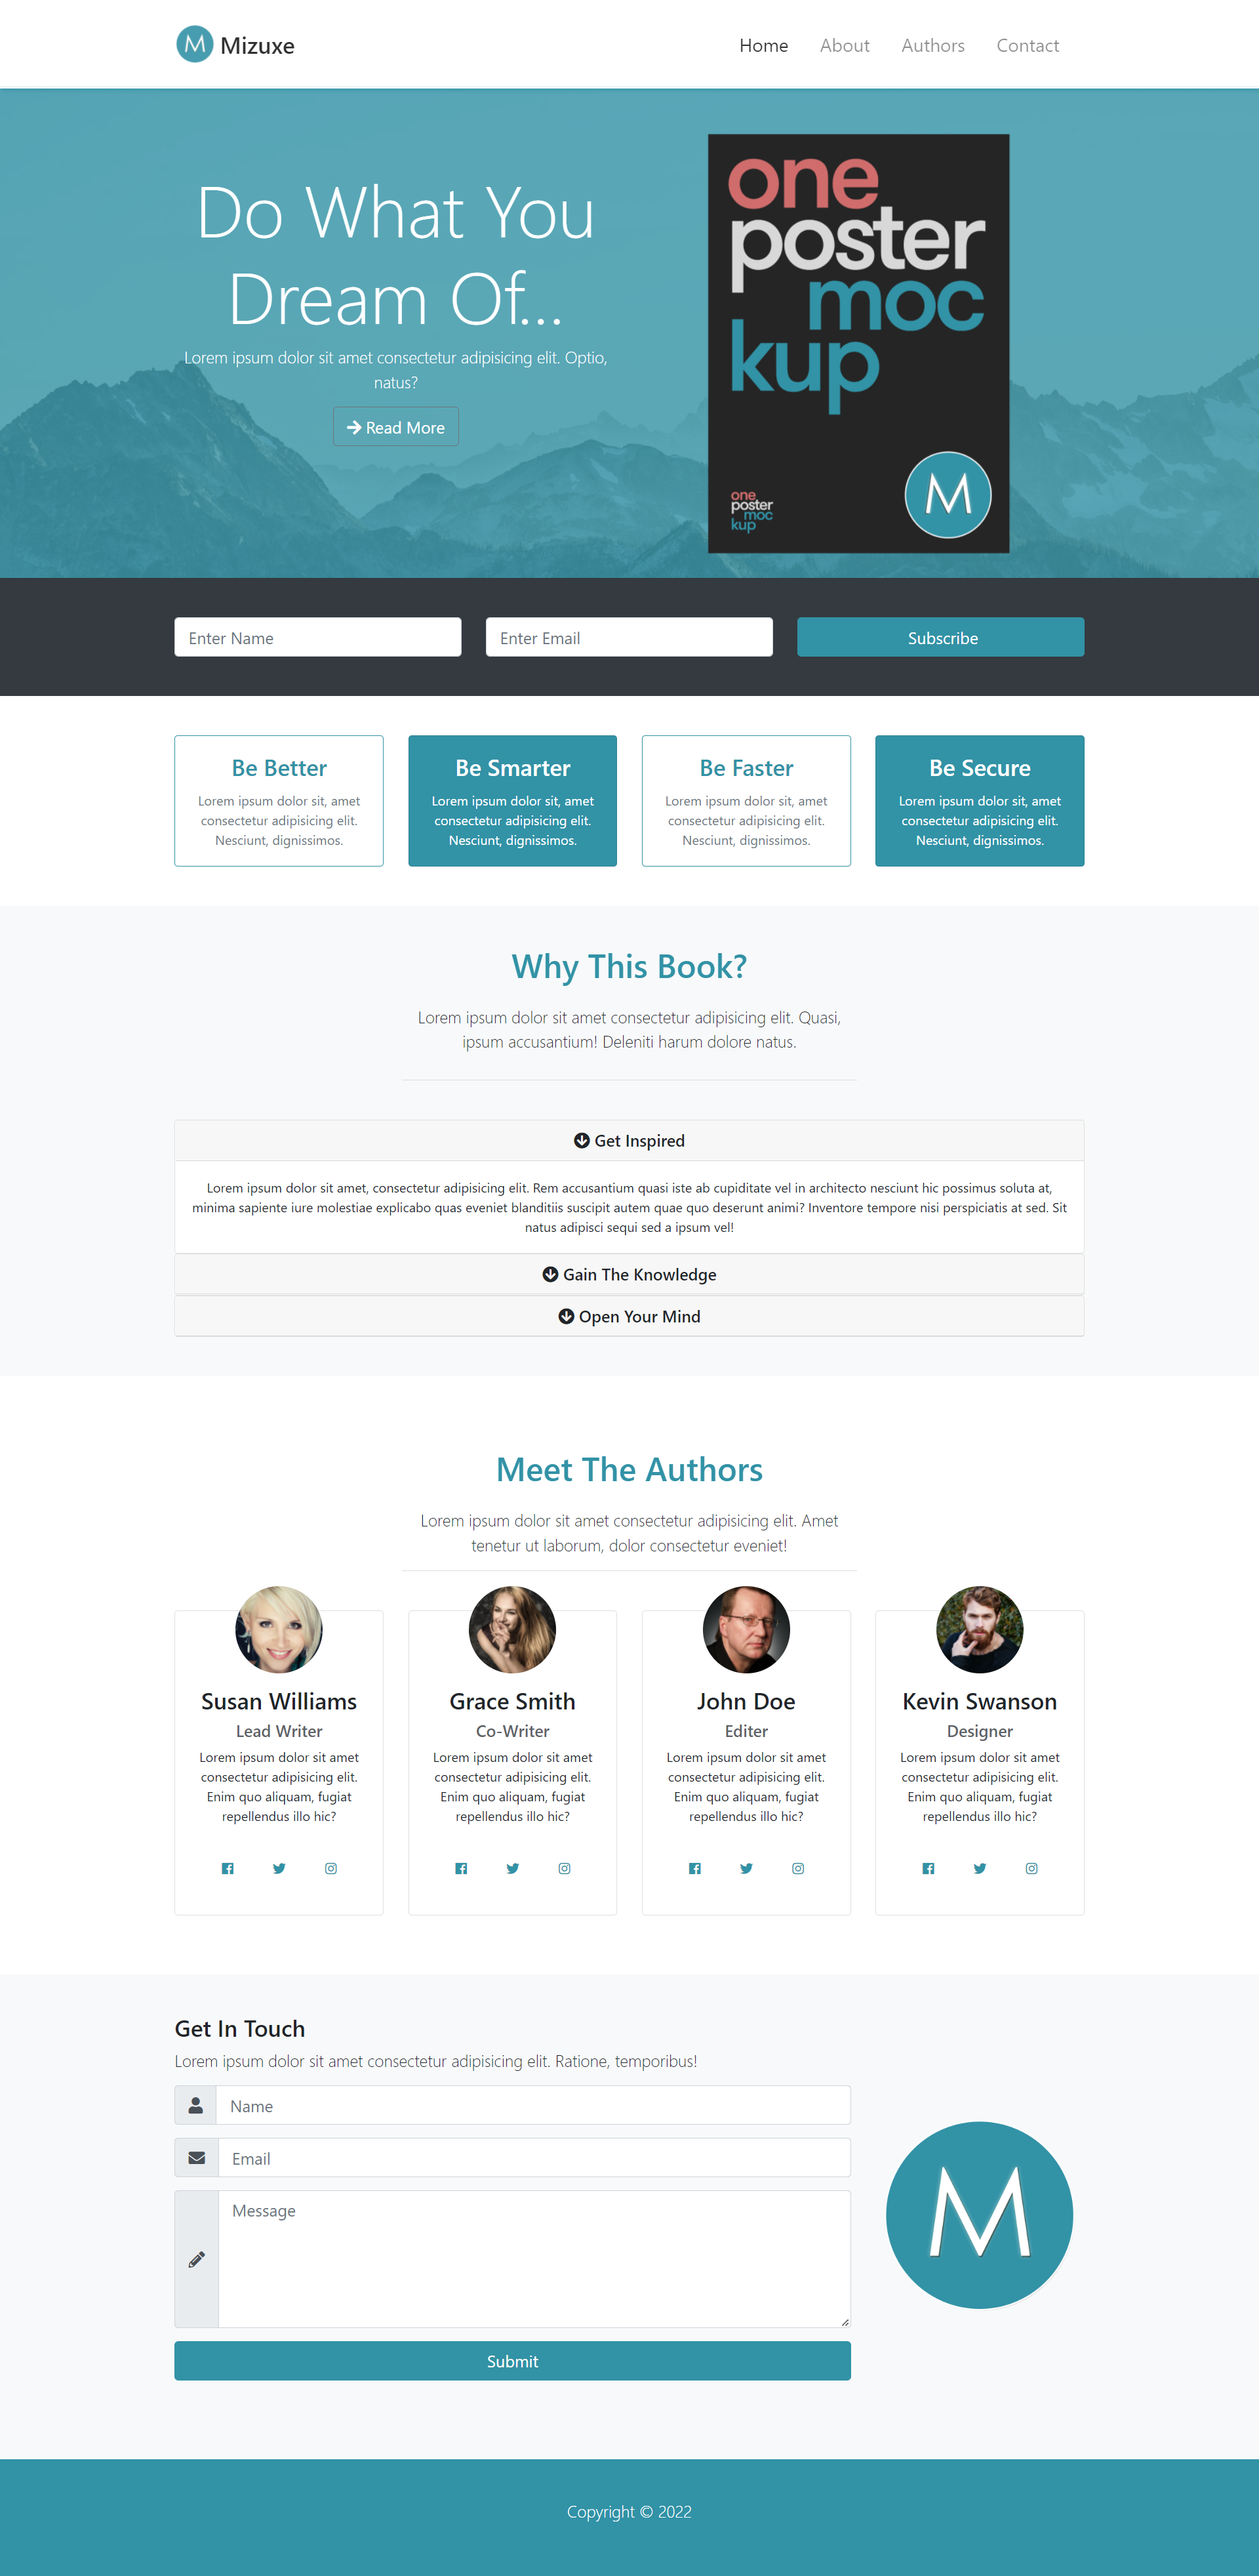 M Mizuxe
Home About Authors Contact
Do What You
Dream Of...
Lorem ipsum dolor sit amet consectetur adipisicing elit. Optio,
natus?
Read More
one
poster
moc
kup
one
poster
moc
kup
M
Enter Name
Enter Email
Subscribe
Be Better
Lorem ipsum dolor sit, amet
consectetur adipisicing elit.
Nesciunt, dignissimos.
Be Smarter
Lorem ipsum dolor sit, amet
consectetur adipisicing elit.
Nesciunt, dignissimos.
Be Faster
Lorem ipsum dolor sit, amet
consectetur adipisicing elit.
Nesciunt, dignissimos.
Be Secure
Lorem ipsum dolor sit, amet
consectetur adipisicing elit.
Nesciunt, dignissimos.
Why This Book?
Lorem ipsum dolor sit amet consectetur adipisicing elit. Quasi,
ipsum accusantium! Deleniti harum dolore natus.
Get Inspired
Lorem ipsum dolor sit amet, consectetur adipisicing elit. Rem accusantium quasi iste ab cupiditate vel in architecto nesciunt hic possimus soluta at,
minima sapiente iure molestiae explicabo quas eveniet blanditiis suscipit autem quae quo deserunt animi? Inventore tempore nisi perspiciatis at sed. Sit
natus adipisci sequi sed a ipsum vel!
Gain The Knowledge
Open Your Mind
Meet The Authors
Lorem ipsum dolor sit amet consectetur adipisicing elit. Amet
tenetur ut laborum, dolor consectetur eveniet!
Susan Williams
Lead Writer
Lorem ipsum dolor sit amet
consectetur adipisicing elit.
Enim quo aliquam, fugiat
repellendus illo hic?
Grace Smith
Co-Writer
Lorem ipsum dolor sit amet
consectetur adipisicing elit.
Enim quo aliquam, fugiat
repellendus illo hic?
John Doe
Editer
Lorem ipsum dolor sit amet
consectetur adipisicing elit.
Enim quo aliquam, fugiat
repellendus illo hic?
Kevin Swanson
Designer
Lorem ipsum dolor sit amet
consectetur adipisicing elit.
Enim quo aliquam, fugiat
repellendus illo hic?
Get In Touch
Lorem ipsum dolor sit amet consectetur adipisicing elit. Ratione, temporibus!
Name
Email
Message
Submit
M
Copyright © 2022